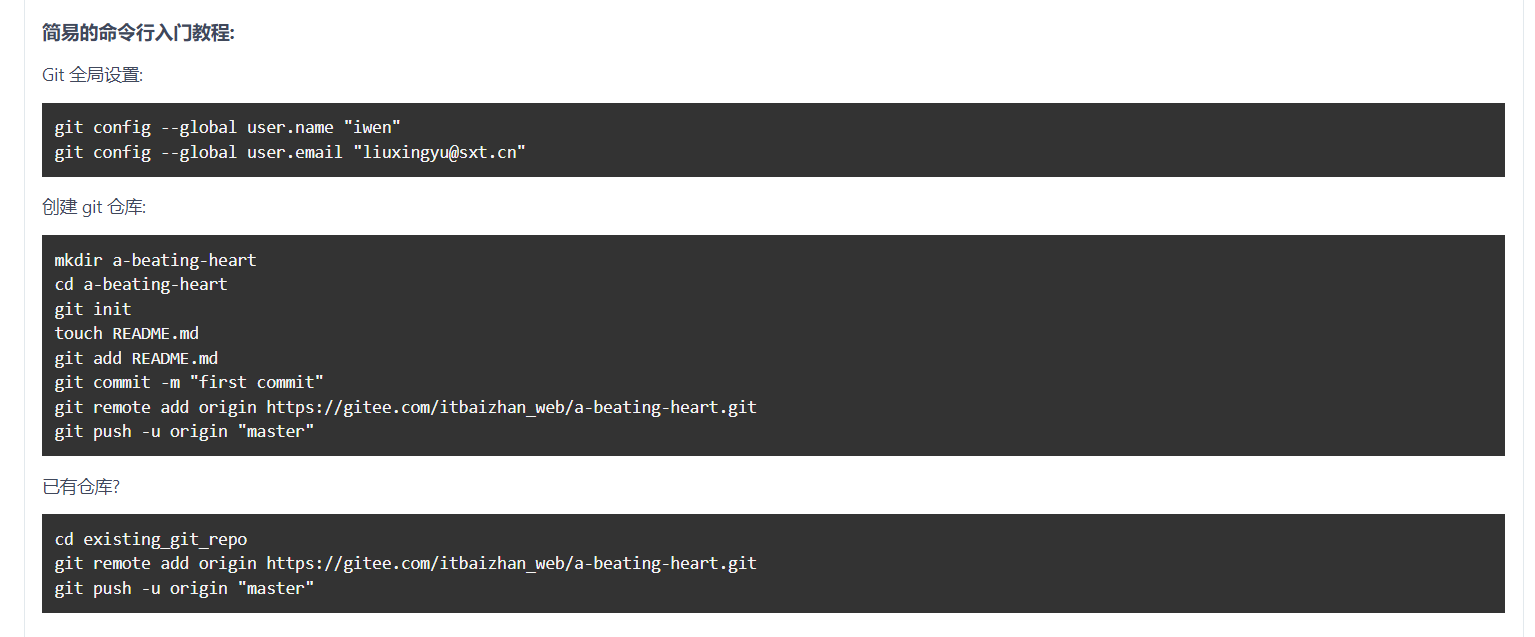 简易的命令行入门教程:
Git 全局设置:
git config --global user.name "iwen"
git config --global user.email "liuxingyu@sxt.cn"
创建 git 仓库:
mkdir a-beating-heart
cd a-beating-heart
git init
touch README.md
git add README.md
git commit -m "first commit"
git remote add origin https://gitee.com/itbaizhan_web/a-beating-heart.git
git push -u origin "master"
已有仓库?
cd existing_git_repo
git remote add origin https://gitee.com/itbaizhan_web/a-beating-heart.git
git push -u origin "master"